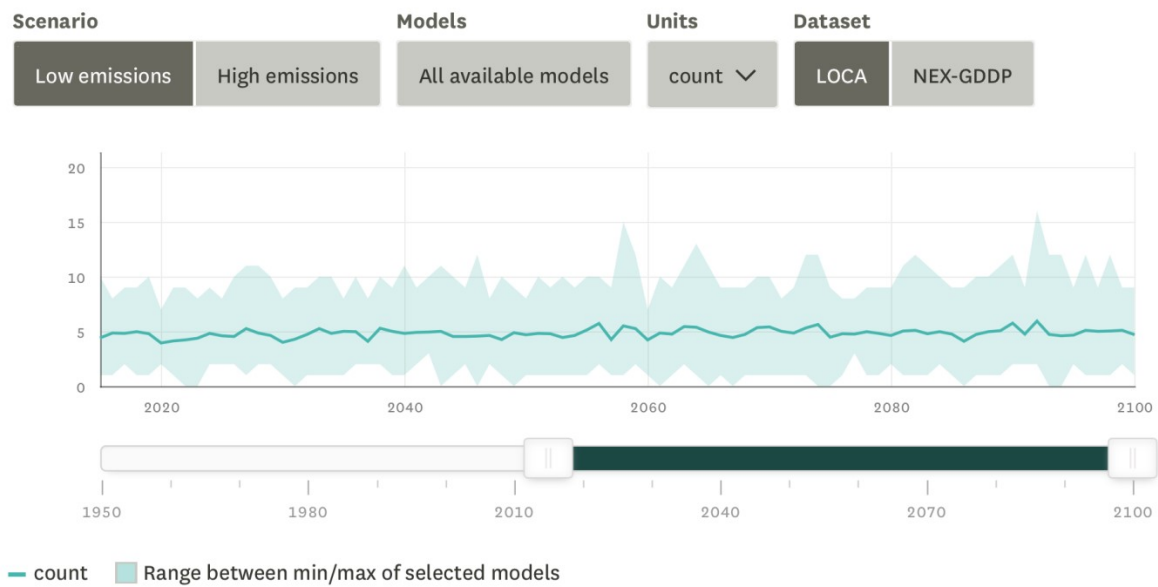 Scenario Models Units Dataset
Low emissions High emissions All available models count LOCA NEX-GDDP
20
15
10
5
0
2020 2040 2060 2080 2100
1950 1980 2010 2040 2070 2100
count Range between min/max of selected models